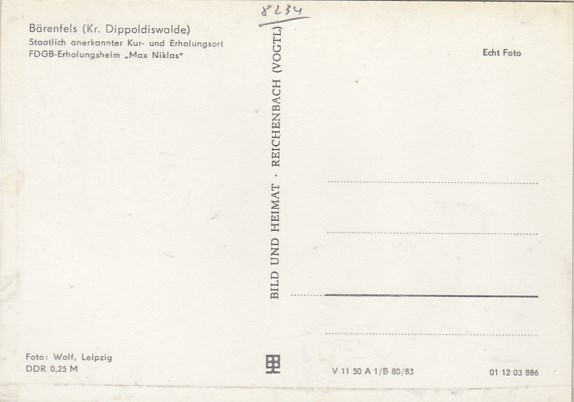 8234
Bärenfels (Kr. Dippoldiswalde)
Staatlich anerkannter Kur- und Erholungsort
FDGB-Erholungsheim „Max Niklas“
Echt Foto
BILD UND HEIMAT · REICHENBACH (VOGTL)
Foto: Wolf, Leipzig
DDR 0,25 M
V 11 50 A 1/B 80/83
01 12 03 886